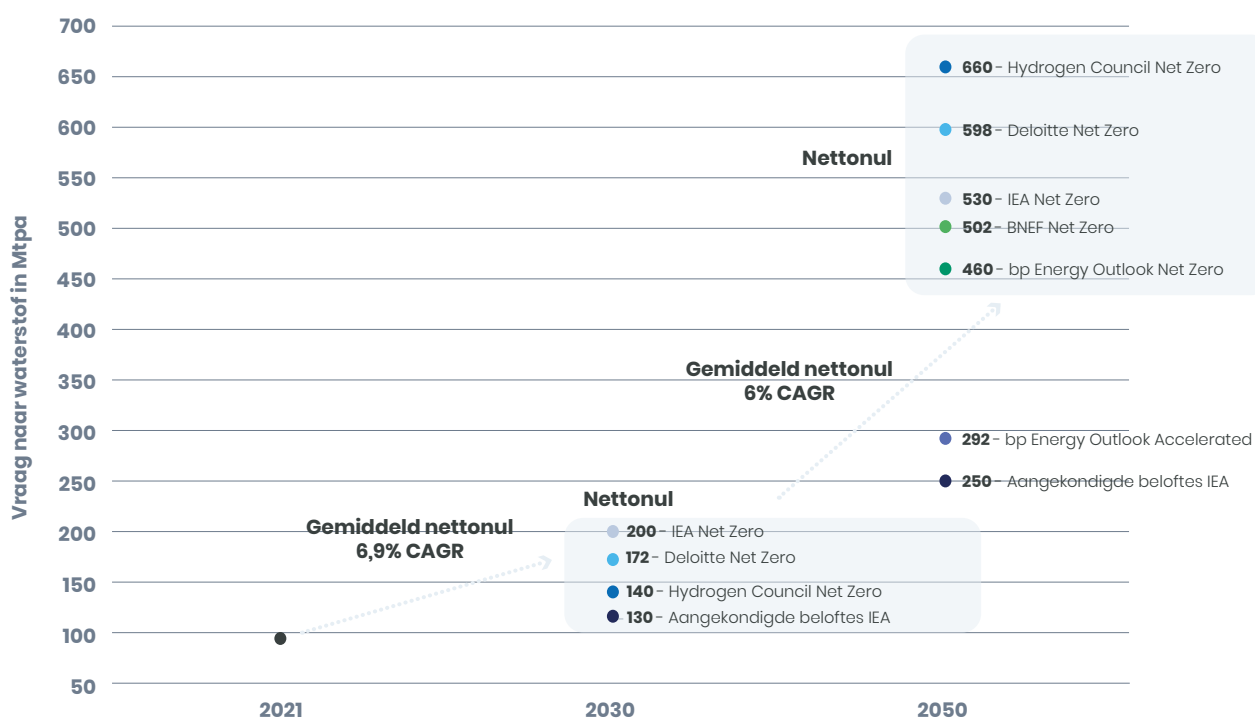 Vraag naar waterstof in Mtpa
700
650
600
550
500
450
400
350
300
250
200
150
100
50
2021
2030
2050
Gemiddeld nettonul
6,9% CAGR
Nettonul
200 - IEA Net Zero
172 - Deloitte Net Zero
140 - Hydrogen Council Net Zero
130 - Aangekondigde beloftes IEA
Gemiddeld nettonul
6% CAGR
Nettonul
660 - Hydrogen Council Net Zero
598 - Deloitte Net Zero
530 - IEA Net Zero
502 - BNEF Net Zero
460 - bp Energy Outlook Net Zero
292 - bp Energy Outlook Accelerated
250 - Aangekondigde beloftes IEA